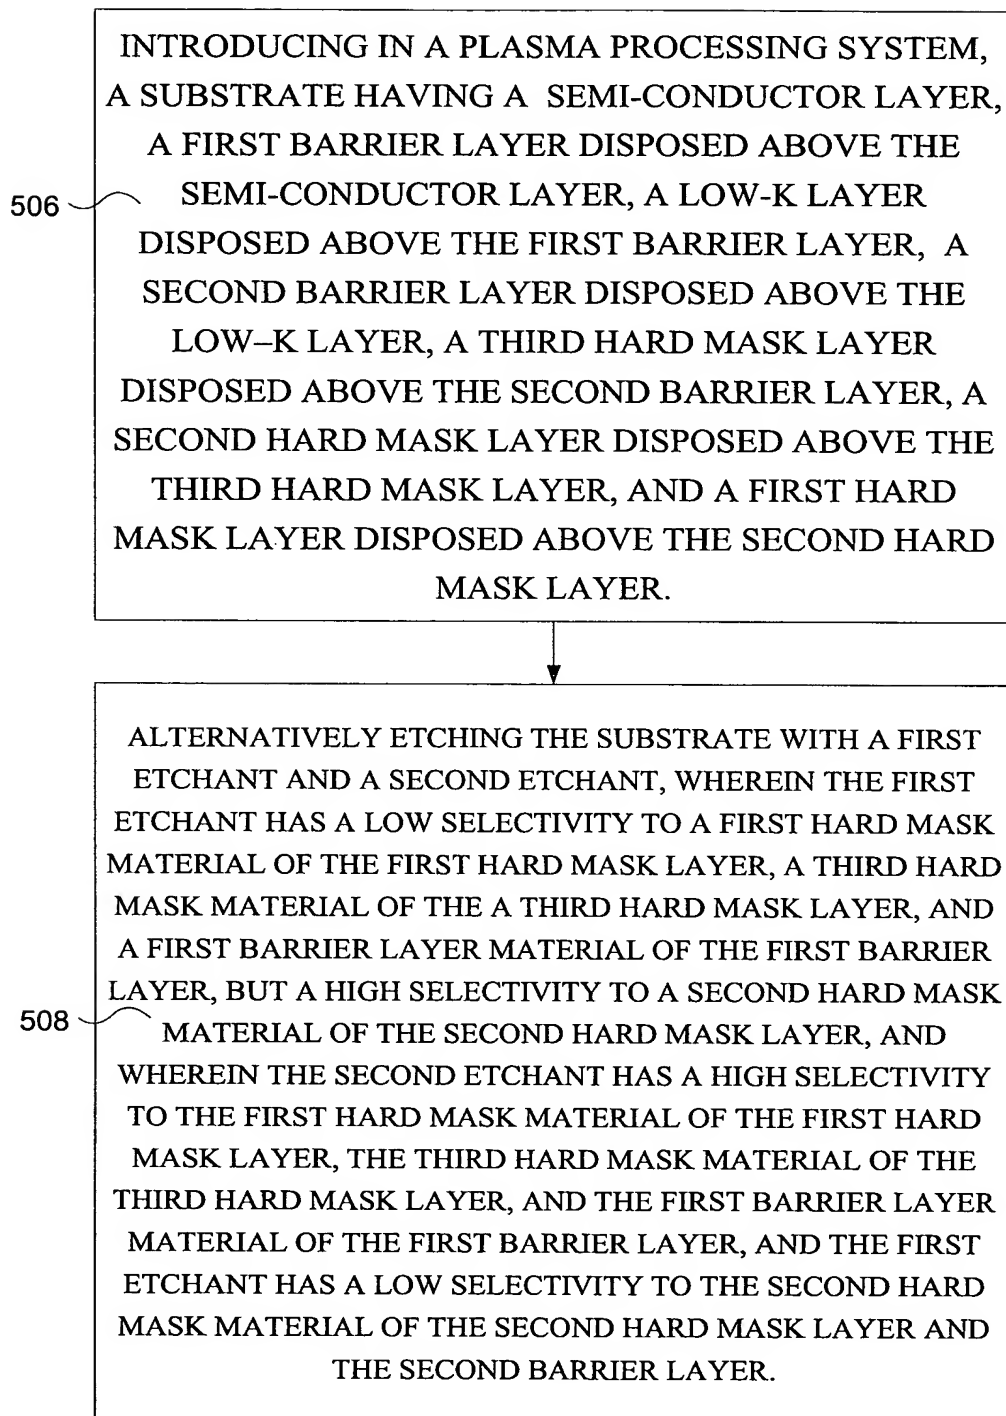 INTRODUCING IN A PLASMA PROCESSING SYSTEM,
A SUBSTRATE HAVING A SEMI-CONDUCTOR LAYER,
A FIRST BARRIER LAYER DISPOSED ABOVE THE
506
SEMI-CONDUCTOR LAYER, A LOW-K LAYER
DISPOSED ABOVE THE FIRST BARRIER LAYER, A
SECOND BARRIER LAYER DISPOSED ABOVE THE
LOW–K LAYER, A THIRD HARD MASK LAYER
DISPOSED ABOVE THE SECOND BARRIER LAYER, A
SECOND HARD MASK LAYER DISPOSED ABOVE THE
THIRD HARD MASK LAYER, AND A FIRST HARD
MASK LAYER DISPOSED ABOVE THE SECOND HARD
MASK LAYER.
ALTERNATIVELY ETCHING THE SUBSTRATE WITH A FIRST
ETCHANT AND A SECOND ETCHANT, WHEREIN THE FIRST
ETCHANT HAS A LOW SELECTIVITY TO A FIRST HARD MASK
MATERIAL OF THE FIRST HARD MASK LAYER, A THIRD HARD
MASK MATERIAL OF THE A THIRD HARD MASK LAYER, AND
A FIRST BARRIER LAYER MATERIAL OF THE FIRST BARRIER
LAYER, BUT A HIGH SELECTIVITY TO A SECOND HARD MASK
508
MATERIAL OF THE SECOND HARD MASK LAYER, AND
WHEREIN THE SECOND ETCHANT HAS A HIGH SELECTIVITY
TO THE FIRST HARD MASK MATERIAL OF THE FIRST HARD
MASK LAYER, THE THIRD HARD MASK MATERIAL OF THE
THIRD HARD MASK LAYER, AND THE FIRST BARRIER LAYER
MATERIAL OF THE FIRST BARRIER LAYER, AND THE FIRST
ETCHANT HAS A LOW SELECTIVITY TO THE SECOND HARD
MASK MATERIAL OF THE SECOND HARD MASK LAYER AND
THE SECOND BARRIER LAYER.